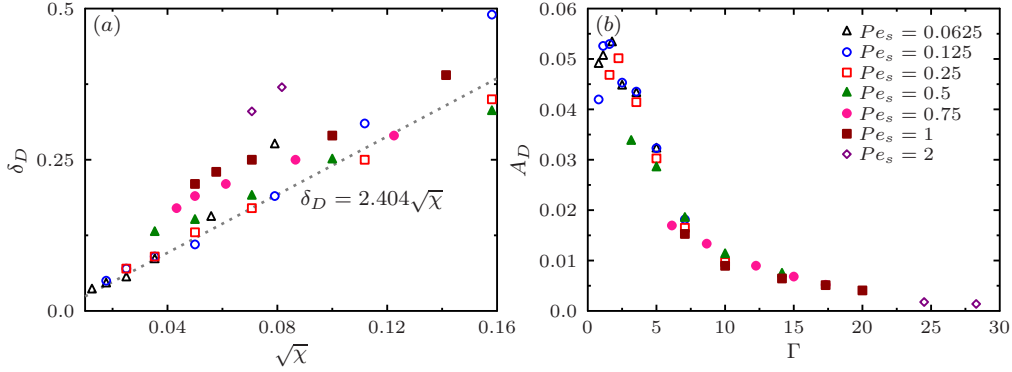 (a)
0.5
0.25
0.0
δ_D
δ_D = 2.404√χ
0.04 0.08 0.12 0.16
√χ
(b)
0.06
0.05
0.04
0.03
0.02
0.01
0.0
A_D
Pe_s = 0.0625
Pe_s = 0.125
Pe_s = 0.25
Pe_s = 0.5
Pe_s = 0.75
Pe_s = 1
Pe_s = 2
0 5 10 15 20 25 30
Γ